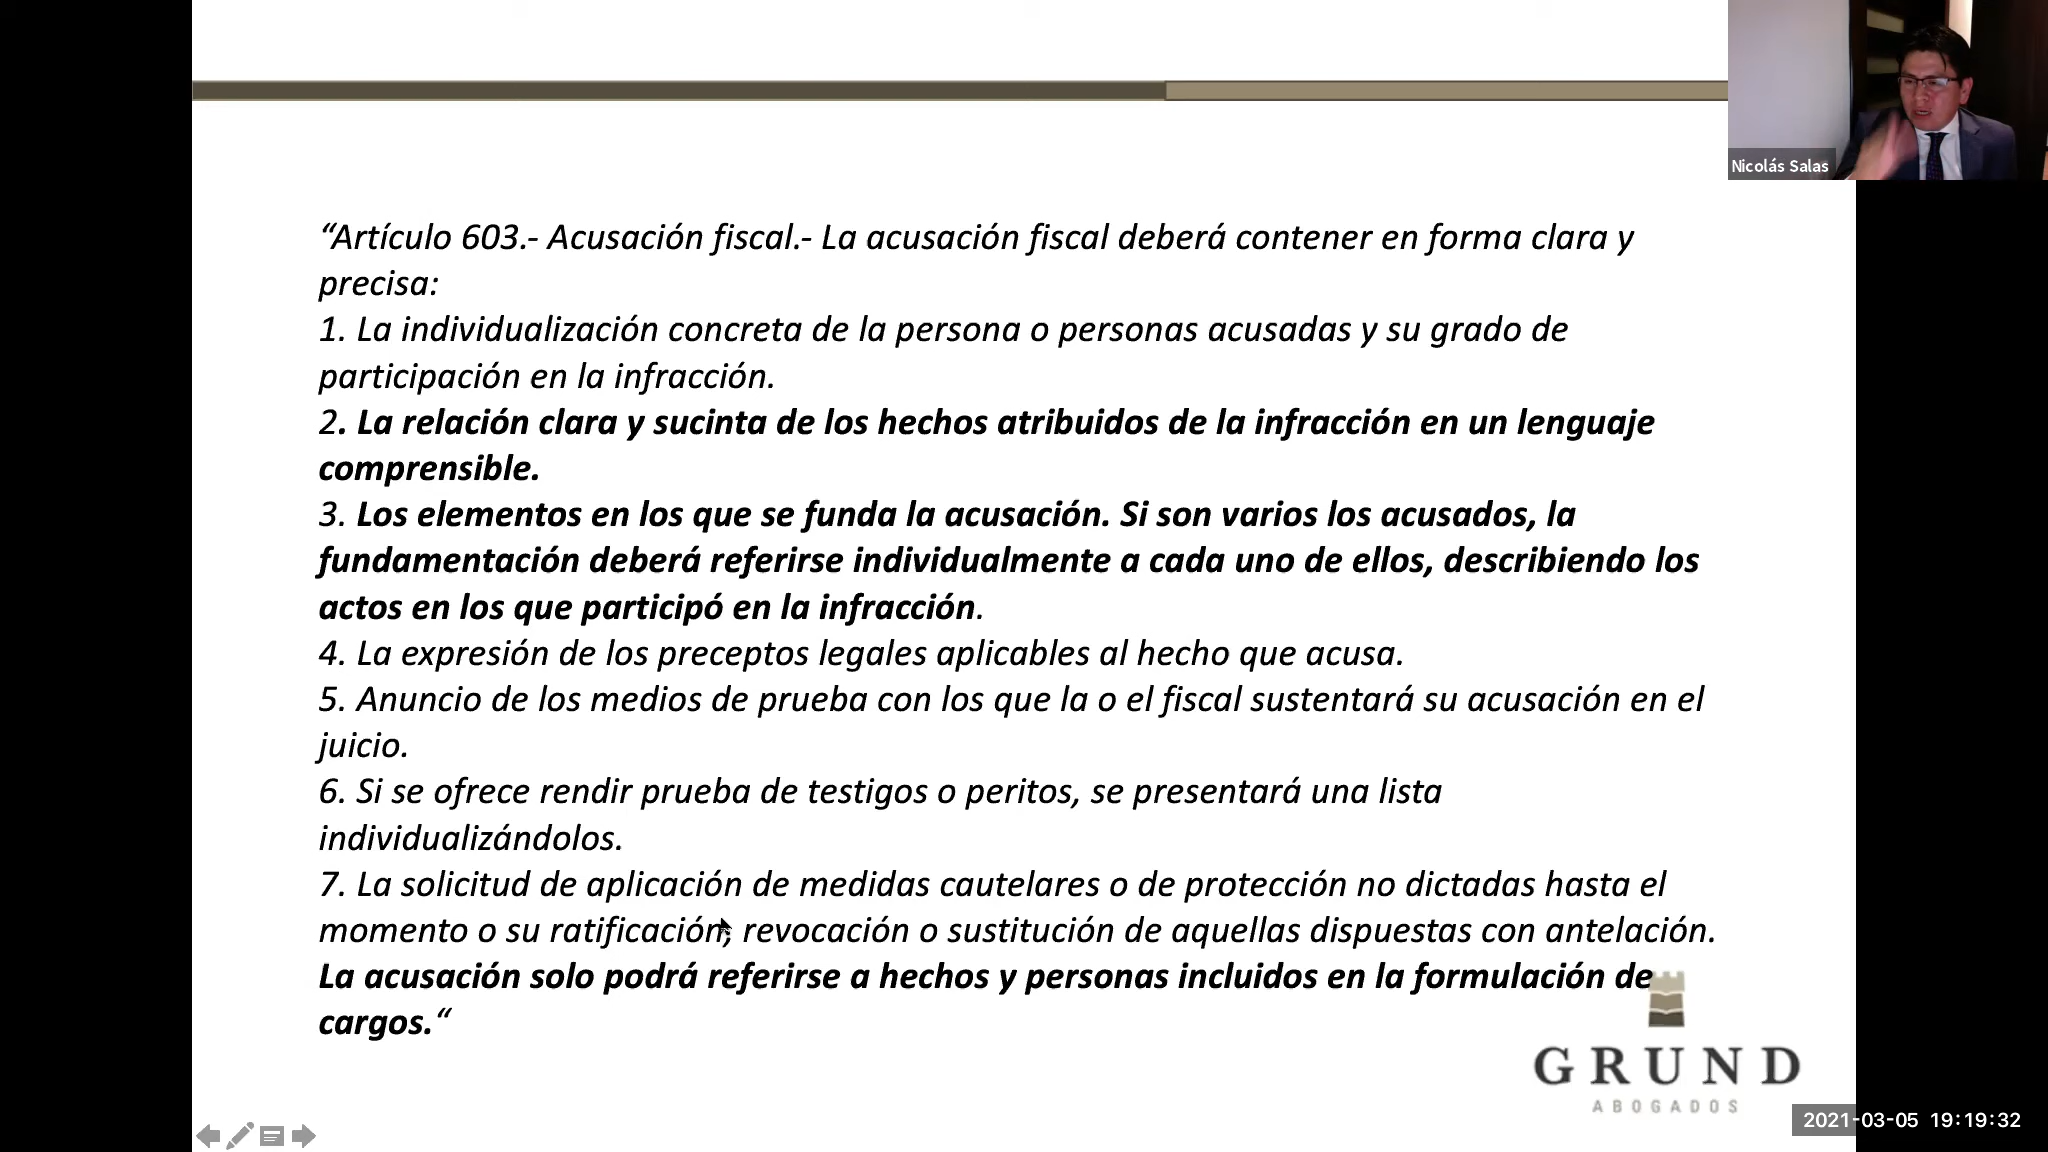 Nicolás Salas
“Artículo 603.- Acusación fiscal.- La acusación fiscal deberá contener en forma clara y
precisa:
1. La individualización concreta de la persona o personas acusadas y su grado de
participación en la infracción.
2. La relación clara y sucinta de los hechos atribuidos de la infracción en un lenguaje
comprensible.
3. Los elementos en los que se funda la acusación. Si son varios los acusados, la
fundamentación deberá referirse individualmente a cada uno de ellos, describiendo los
actos en los que participó en la infracción.
4. La expresión de los preceptos legales aplicables al hecho que acusa.
5. Anuncio de los medios de prueba con los que la o el fiscal sustentará su acusación en el
juicio.
6. Si se ofrece rendir prueba de testigos o peritos, se presentará una lista
individualizándolos.
7. La solicitud de aplicación de medidas cautelares o de protección no dictadas hasta el
momento o su ratificación, revocación o sustitución de aquellas dispuestas con antelación.
La acusación solo podrá referirse a hechos y personas incluidos en la formulación de
cargos.“
GRUND
ABOGADOS
2021-03-05 19:19:32